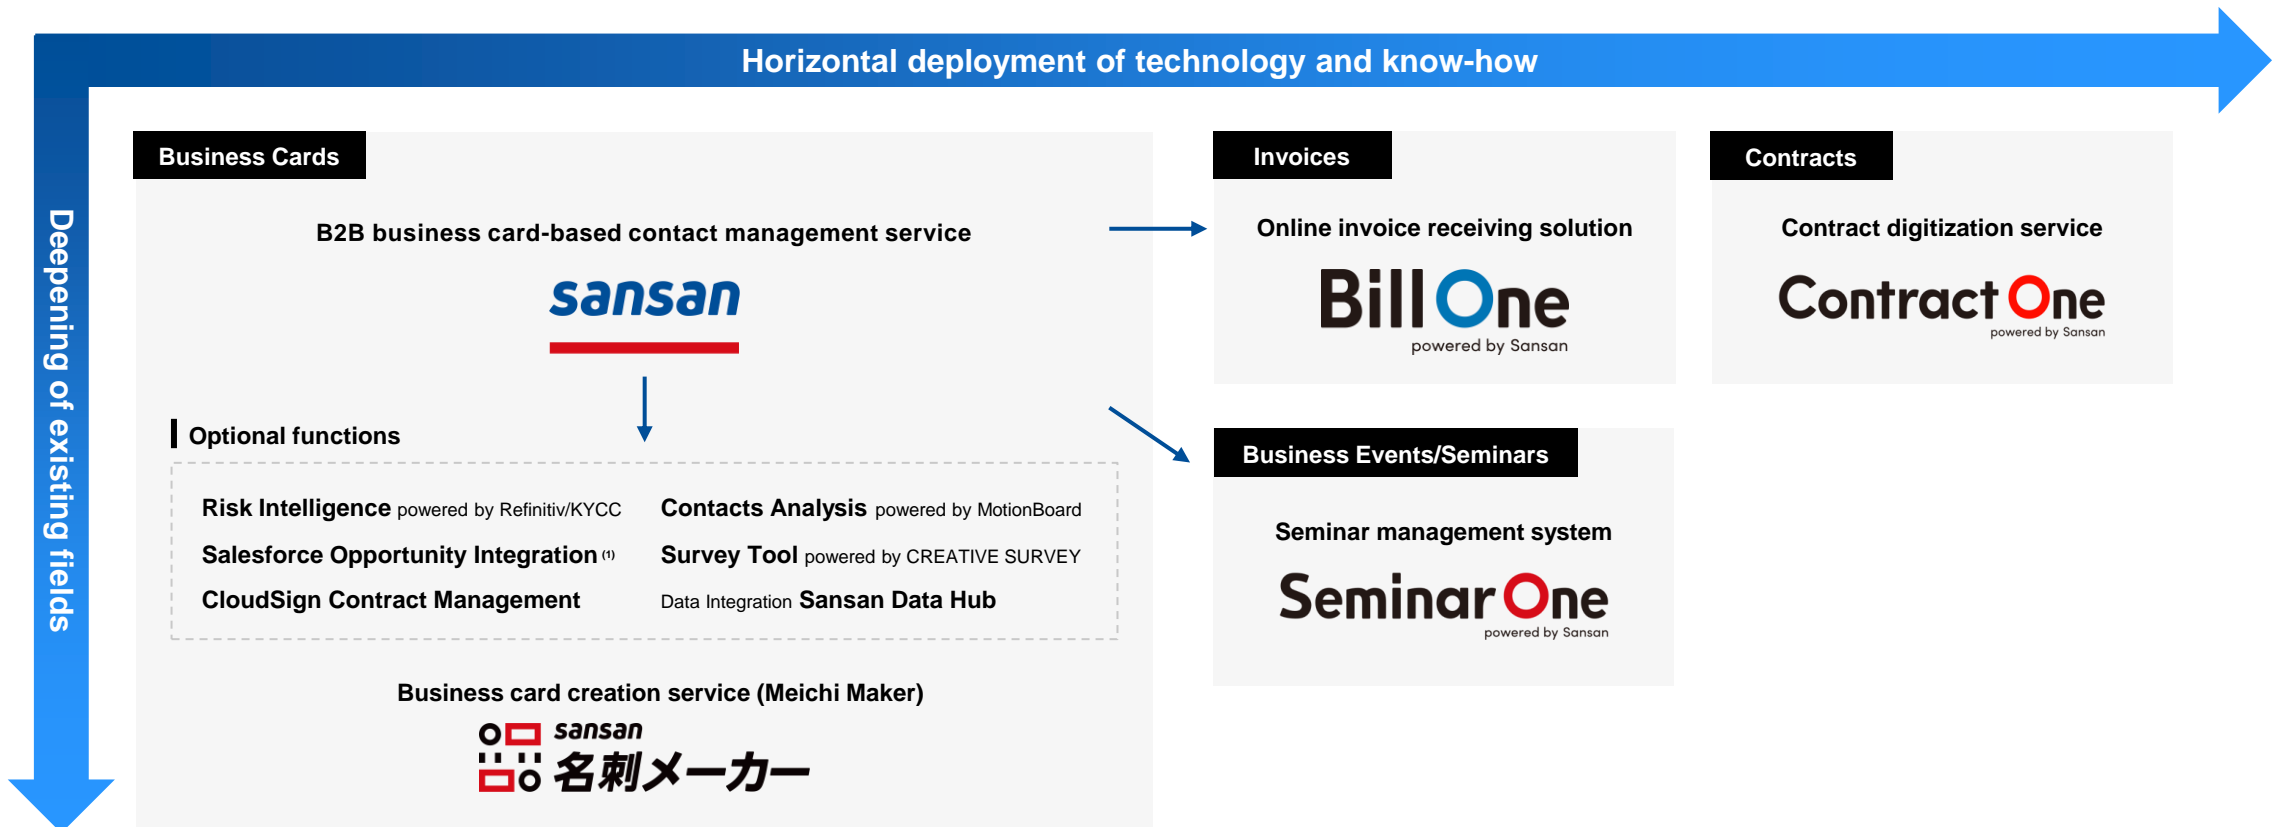 Horizontal deployment of technology and know-how
Deepening of existing fields
Business Cards
B2B business card-based contact management service
sansan
Optional functions
Risk Intelligence powered by Refinitiv/KYCC
Contacts Analysis powered by MotionBoard
Salesforce Opportunity Integration (1)
Survey Tool powered by CREATIVE SURVEY
CloudSign Contract Management
Data Integration Sansan Data Hub
Business card creation service (Meichi Maker)
sansan
名刺メーカー
Invoices
Online invoice receiving solution
Bill One
powered by Sansan
Contracts
Contract digitization service
Contract One
powered by Sansan
Business Events/Seminars
Seminar management system
Seminar One
powered by Sansan